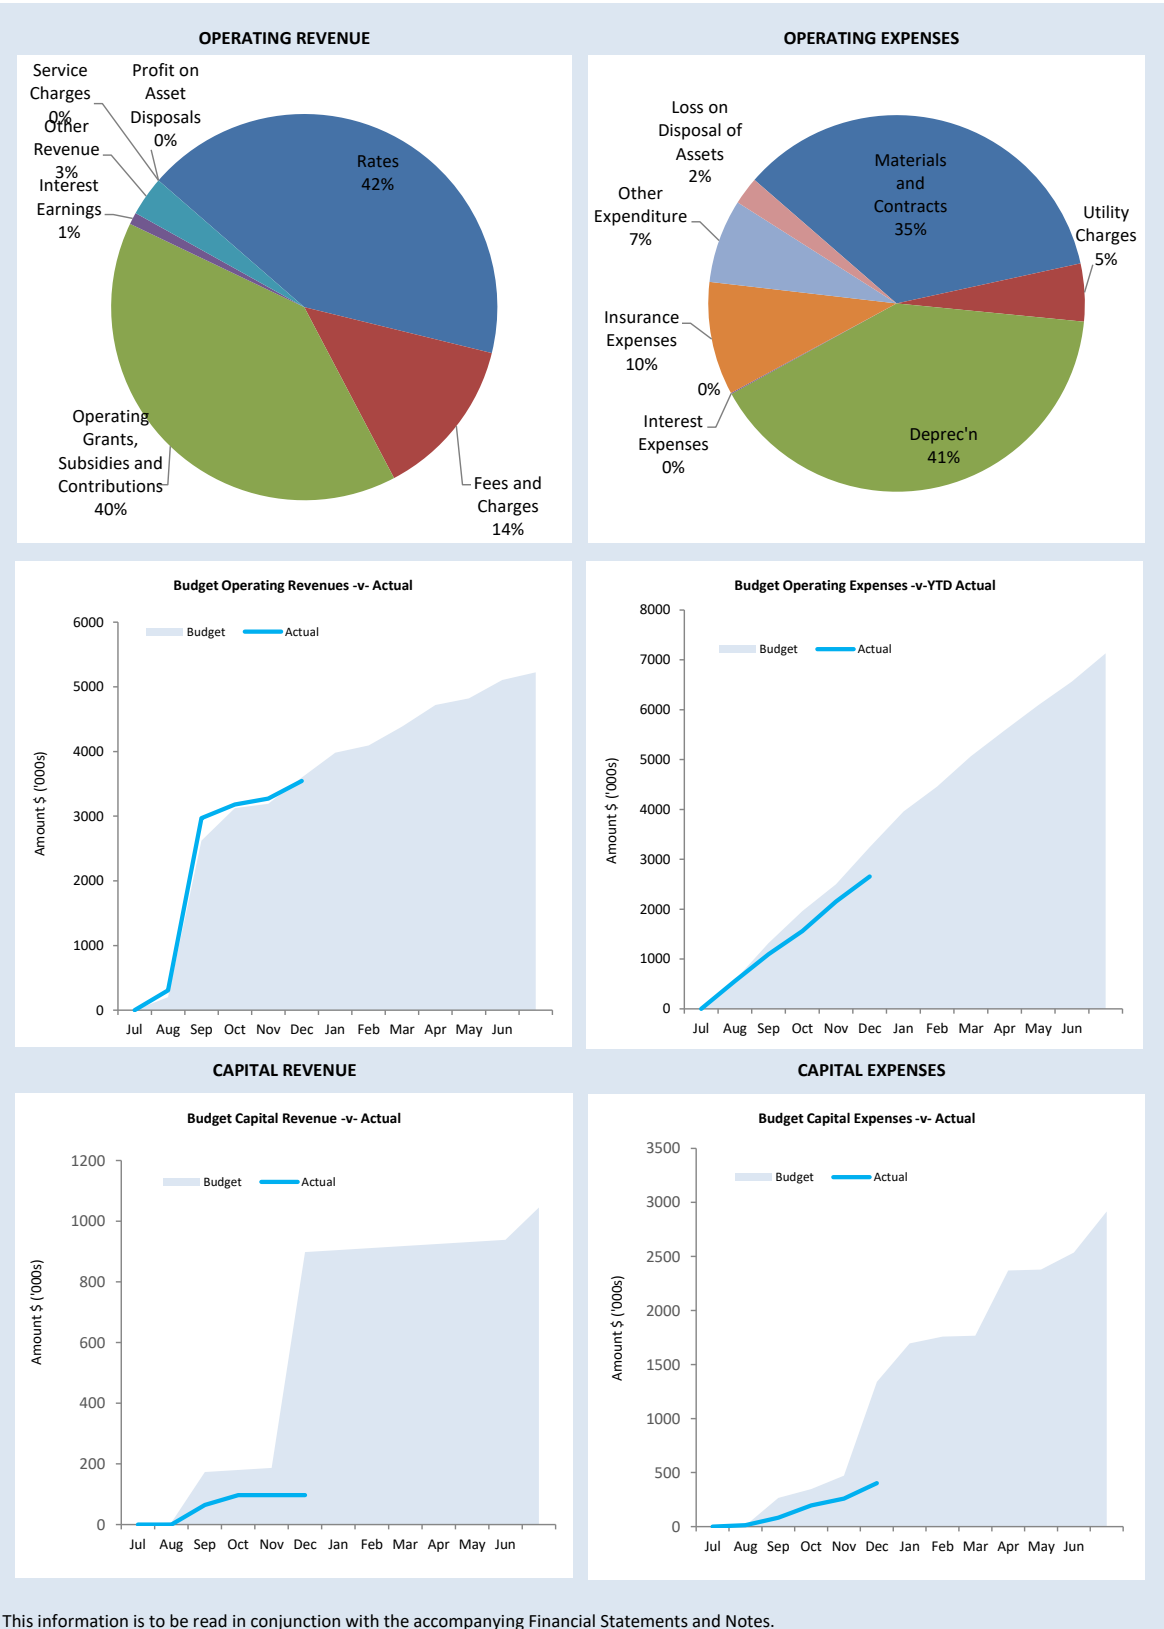 OPERATING REVENUE
Service
Charges
0%
Profit on
Asset
Disposals
0%
Other
Revenue
3%
Interest
Earnings
1%
Rates
42%
Operating
Grants,
Subsidies and
Contributions
40%
Fees and
Charges
14%
OPERATING EXPENSES
Loss on
Disposal of
Assets
2%
Other
Expenditure
7%
Materials
and
Contracts
35%
Utility
Charges
5%
Insurance
Expenses
10%
0%
Interest
Expenses
0%
Deprec'n
41%
Budget Operating Revenues -v- Actual
Budget
Actual
Amount $ ('000s)
6000
5000
4000
3000
2000
1000
0
Jul Aug Sep Oct Nov Dec Jan Feb Mar Apr May Jun
Budget Operating Expenses -v-YTD Actual
Budget
Actual
Amount $ ('000s)
8000
7000
6000
5000
4000
3000
2000
1000
0
Jul Aug Sep Oct Nov Dec Jan Feb Mar Apr May Jun
CAPITAL REVENUE
Budget Capital Revenue -v- Actual
Budget
Actual
Amount $ ('000s)
1200
1000
800
600
400
200
0
Jul Aug Sep Oct Nov Dec Jan Feb Mar Apr May Jun
CAPITAL EXPENSES
Budget Capital Expenses -v- Actual
Budget
Actual
Amount $ ('000s)
3500
3000
2500
2000
1500
1000
500
0
Jul Aug Sep Oct Nov Dec Jan Feb Mar Apr May Jun
This information is to be read in conjunction with the accompanying Financial Statements and Notes.